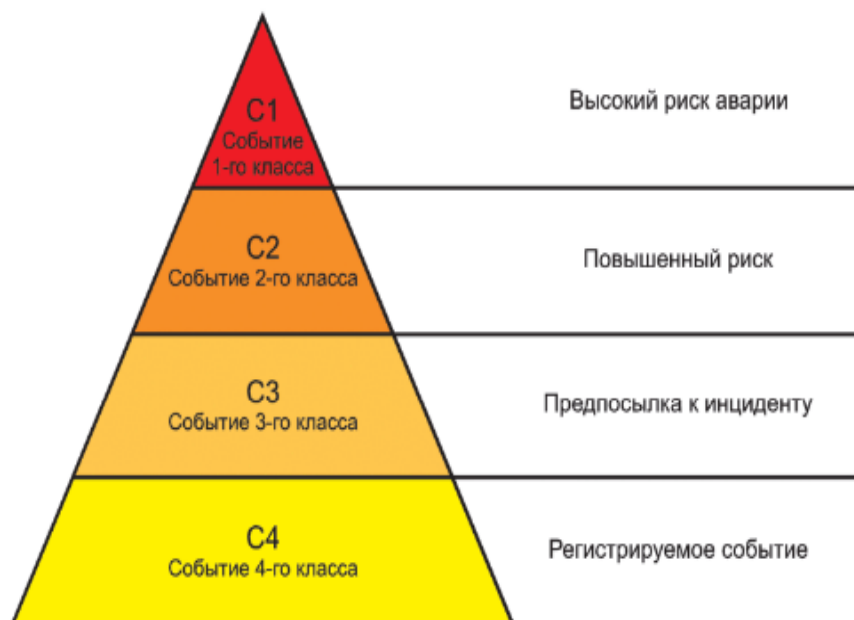 С1
Событие
1-го класса
Высокий риск аварии
С2
Событие 2-го класса
Повышенный риск
С3
Событие 3-го класса
Предпосылка к инциденту
С4
Событие 4-го класса
Регистрируемое событие